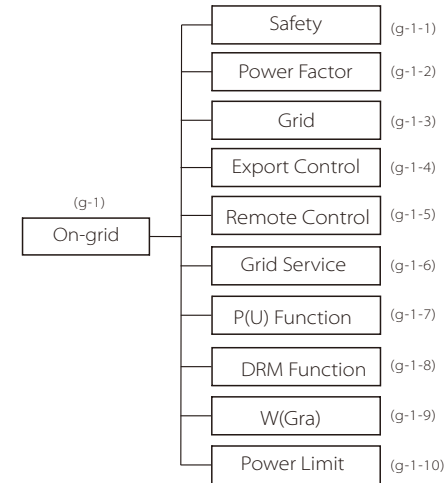 Safety (g-1-1)
Power Factor (g-1-2)
Grid (g-1-3)
Export Control (g-1-4)
(g-1)
On-grid
Remote Control (g-1-5)
Grid Service (g-1-6)
P(U) Function (g-1-7)
DRM Function (g-1-8)
W(Gra) (g-1-9)
Power Limit (g-1-10)